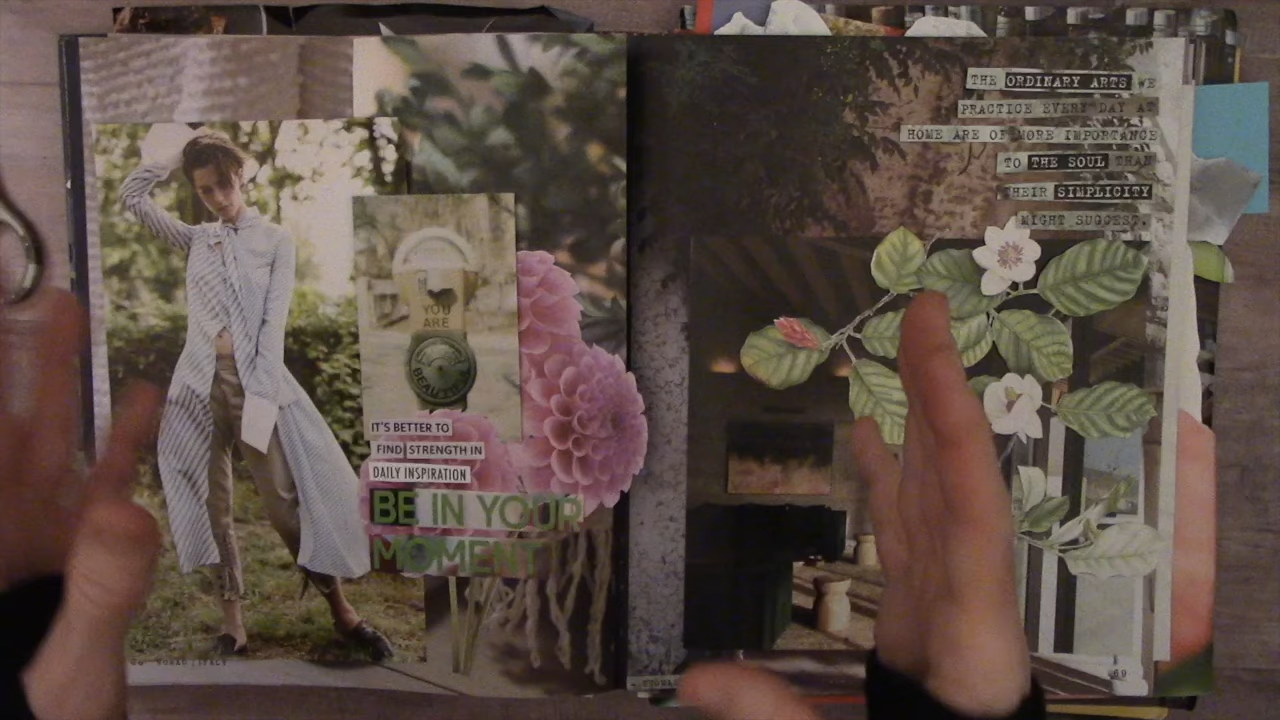 YOU
ARE
BEAUTIFUL
IT'S BETTER TO
FIND STRENGTH IN
DAILY INSPIRATION
BE IN YOUR
MOMENT
THE ORDINARY ARTS WE
PRACTICE EVERY DAY AT
HOME ARE OF MORE IMPORTANCE
TO THE SOUL THAN
THEIR SIMPLICITY
MIGHT SUGGEST.